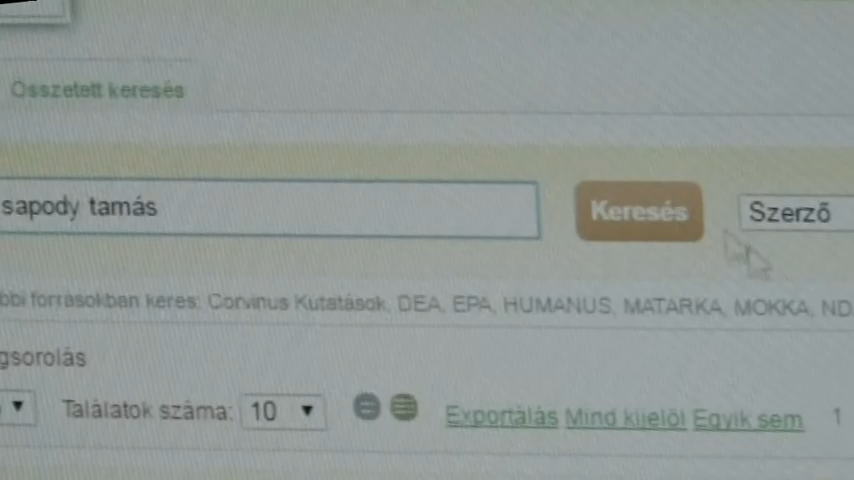 Összetett keresés
sapody tamás
Keresés
Szerző
bbi forrásokban keres: Corvinus Kutatások, DEA, EPA, HUMANUS, MATARKA, MOKKA, ND
gsorolás
Találatok száma: 10
Exportálás Mind kijelöl Egyik sem 1